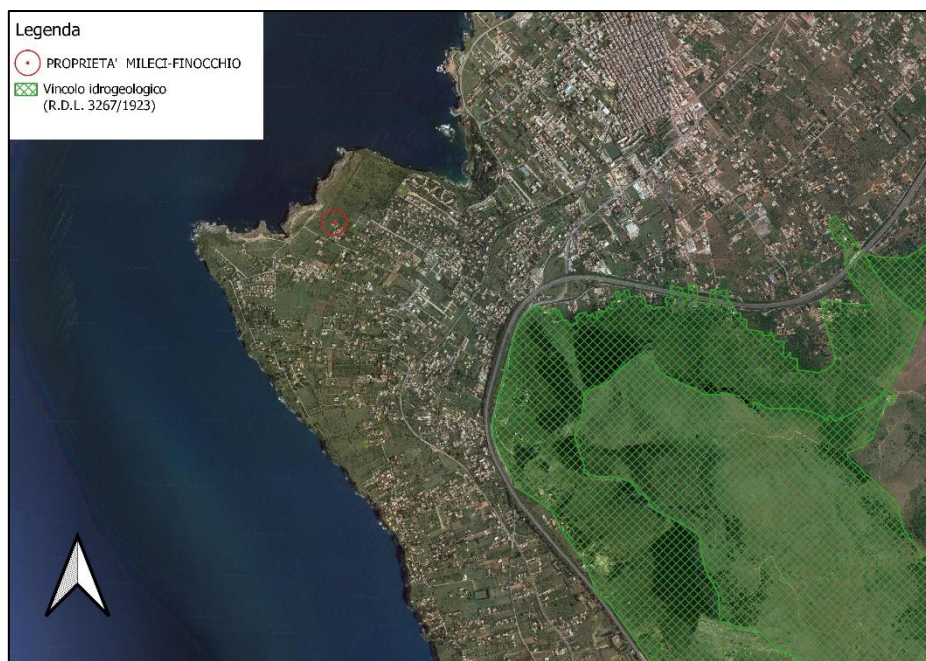 Legenda
PROPRIETA' MILECI-FINOCCHIO
Vincolo idrogeologico
(R.D.L. 3267/1923)